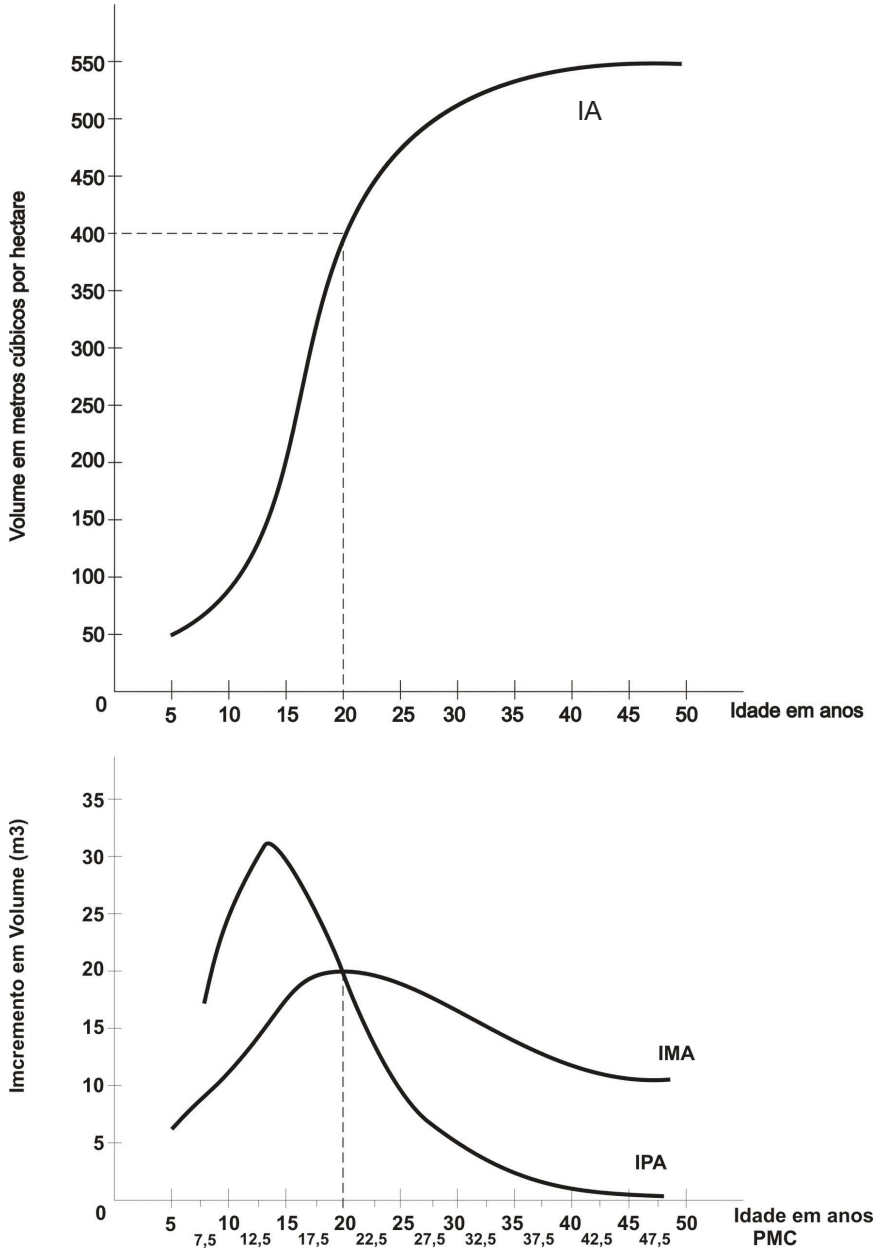 Volume em metros cúbicos por hectare
550
500
450
400
350
300
250
200
150
100
50
0
IA
5 10 15 20 25 30 35 40 45 50 Idade em anos
Imcremento em Volume (m3)
35
30
25
20
15
10
5
0
IMA
IPA
5 10 15 20 25 30 35 40 45 50 Idade em anos
7,5 12,5 17,5 22,5 27,5 32,5 37,5 42,5 47,5 PMC